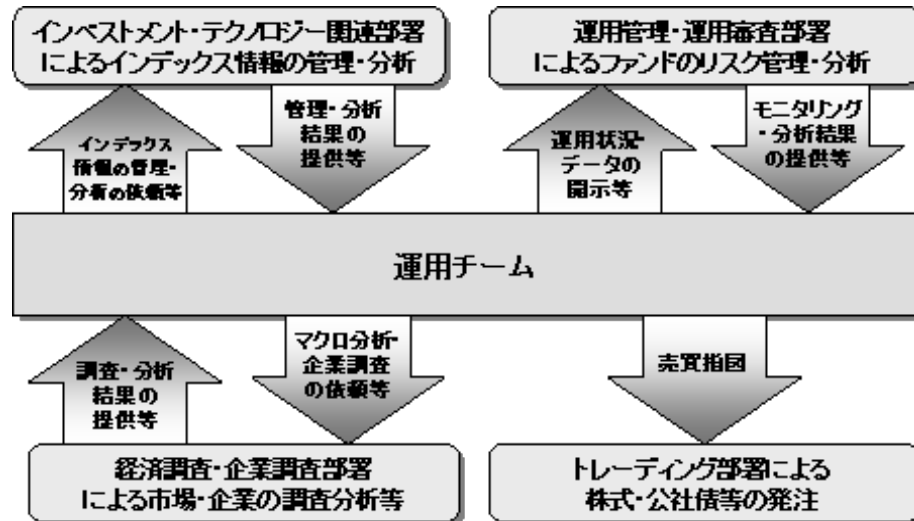 インベストメント・テクノロジー関連部署
によるインデックス情報の管理・分析
運用管理・運用審査部署
によるファンドのリスク管理・分析
インデックス
情報の管理・
分析の依頼等
管理・分析
結果の
提供等
運用状況・
データの
開示等
モニタリング
・分析結果
の提供等
運用チーム
調査・分析
結果の
提供等
マクロ分析・
企業調査
の依頼等
売買指図
経済調査・企業調査部署
による市場・企業の調査分析等
トレーディング部署による
株式・公社債等の発注